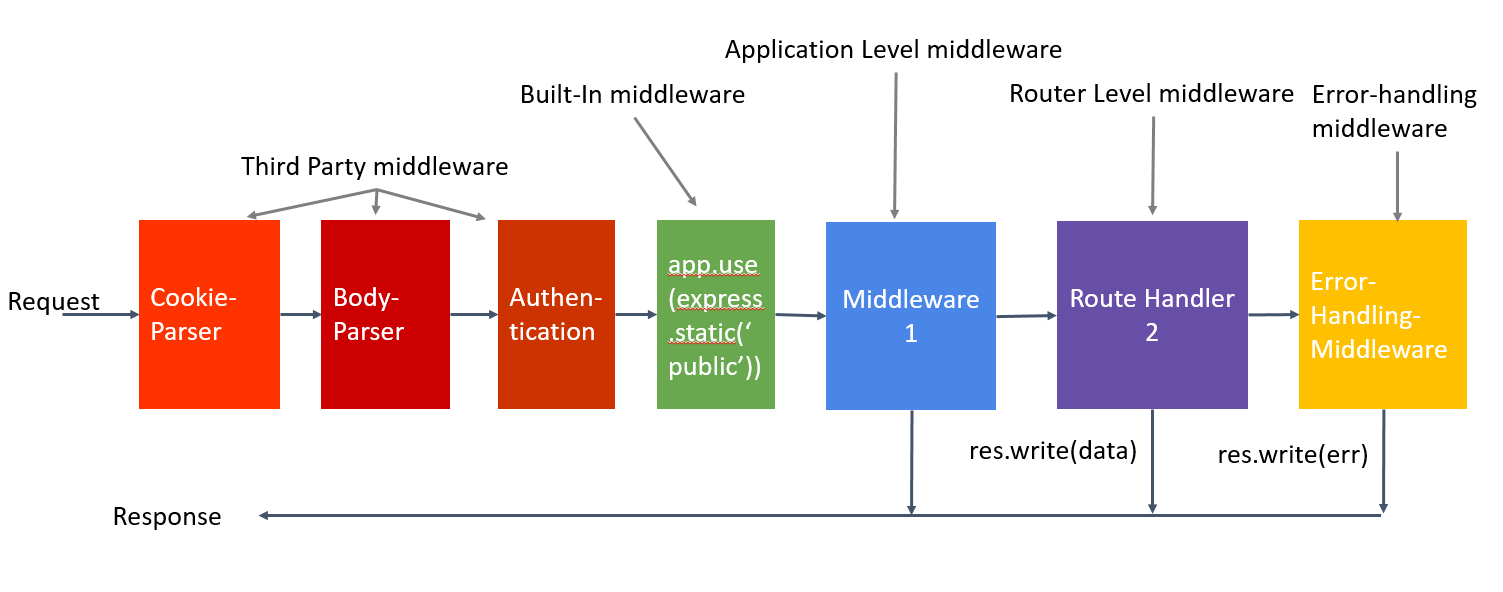 Application Level middleware
Built-In middleware
Router Level middleware
Error-handling
middleware
Third Party middleware
Request
Cookie-
Parser
Body-
Parser
Authen-
tication
app.use
(express
.static(‘
public’))
Middleware
1
Route Handler
2
Error-
Handling-
Middleware
res.write(data)
res.write(err)
Response